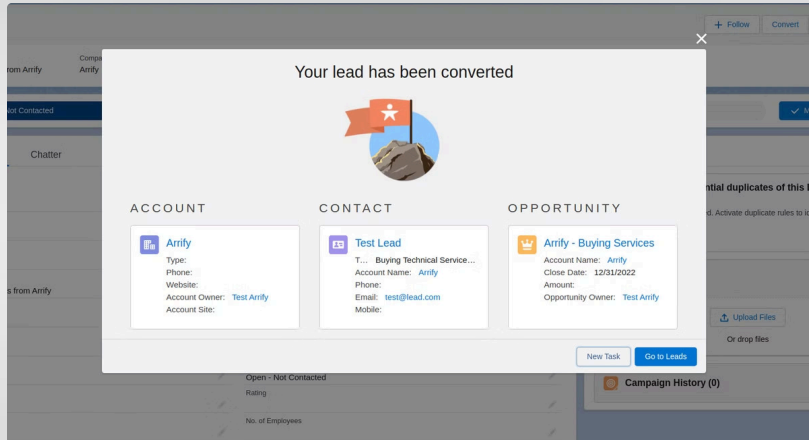 + Follow
Convert
Compa
rom Arrify
Arrify
Not Contacted
Chatter
Your lead has been converted
ACCOUNT
Arrify
Type:
Phone:
Website:
Account Owner: Test Arrify
Account Site:
CONTACT
Test Lead
T... Buying Technical Service...
Account Name: Arrify
Phone:
Email: test@lead.com
Mobile:
OPPORTUNITY
Arrify - Buying Services
Account Name: Arrify
Close Date: 12/31/2022
Amount:
Opportunity Owner: Test Arrify
New Task
Go to Leads
ntial duplicates of this l
d. Activate duplicate rules to ic
s from Arrify
Upload Files
Or drop files
Open - Not Contacted
Rating
No. of Employees
Campaign History (0)